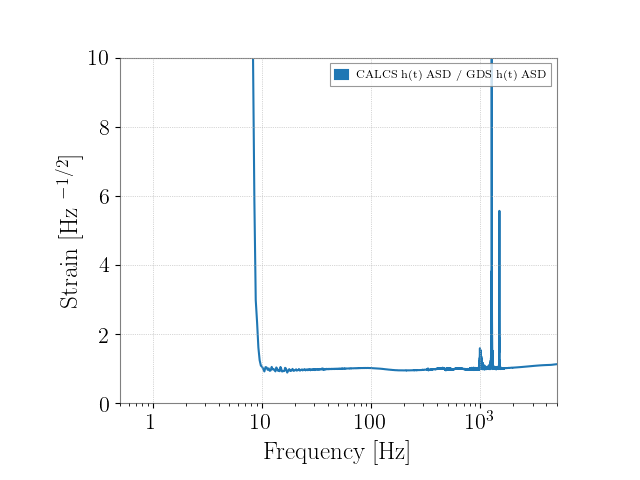 CALCS h(t) ASD / GDS h(t) ASD
10
8
6
4
2
0
Strain [Hz⁻¹/²]
1 10 100 10³
Frequency [Hz]